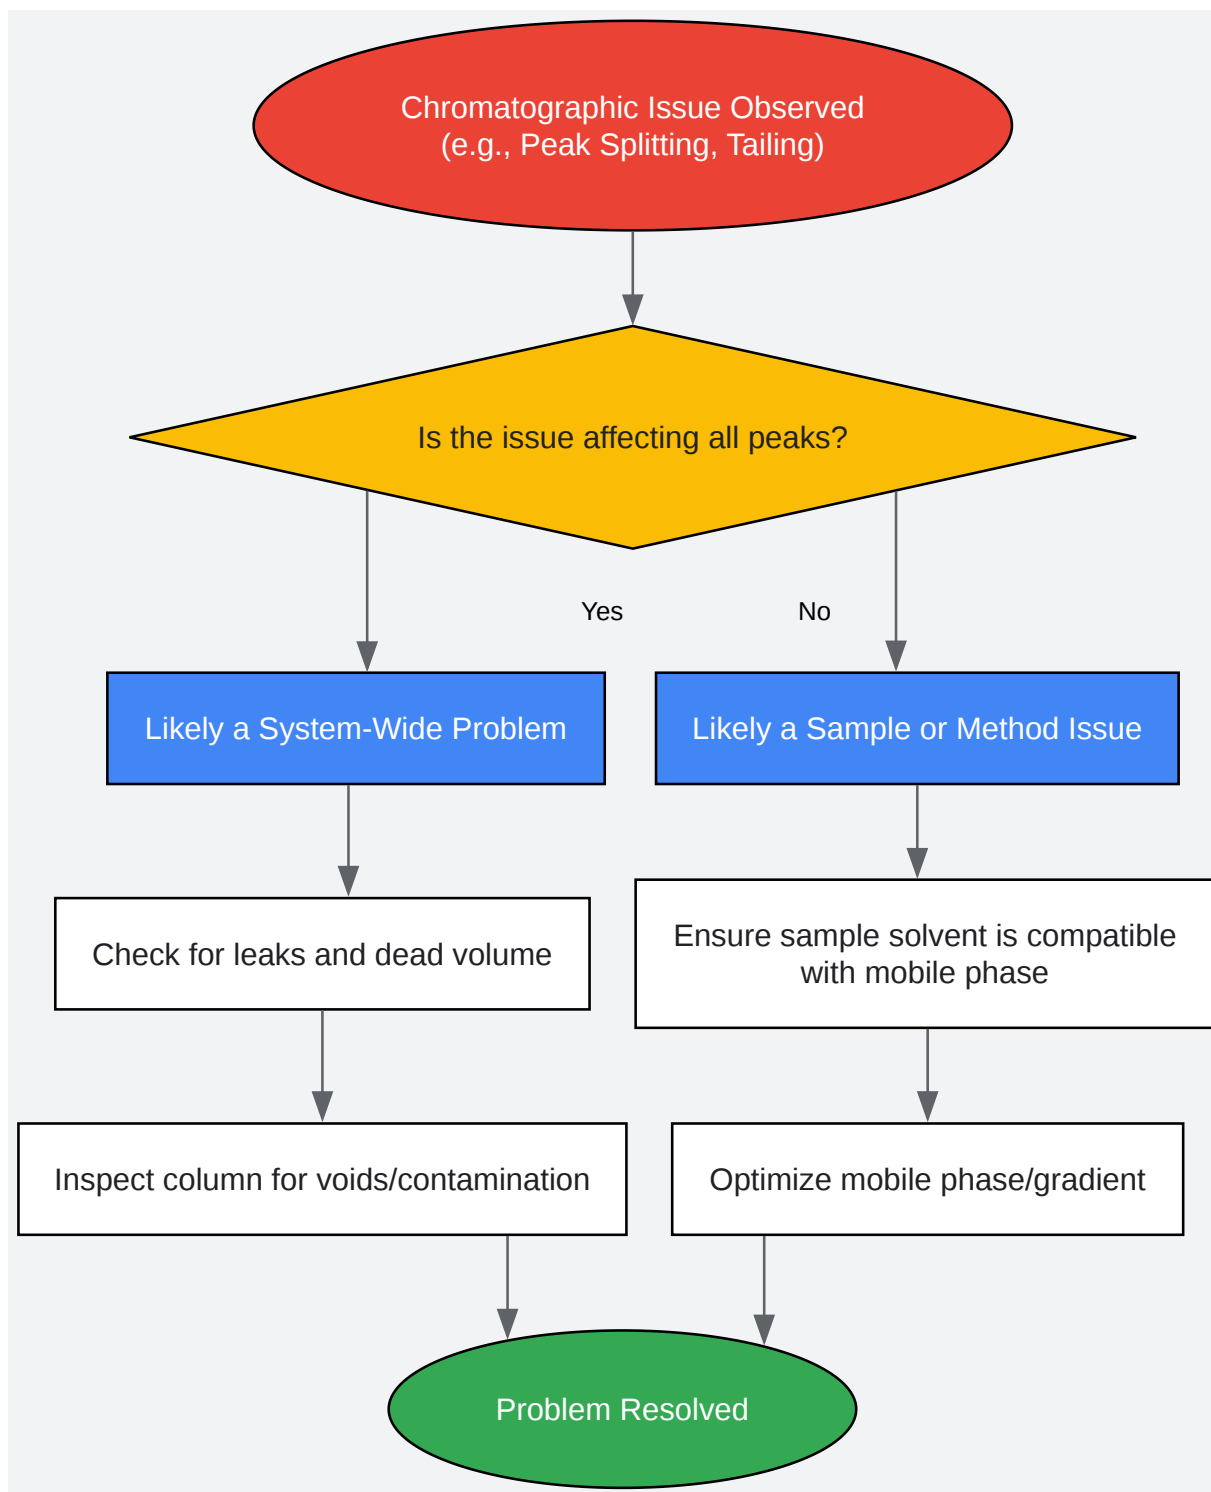 Chromatographic Issue Observed
(e.g., Peak Splitting, Tailing)
Is the issue affecting all peaks?
Yes
No
Likely a System-Wide Problem
Likely a Sample or Method Issue
Check for leaks and dead volume
Ensure sample solvent is compatible
with mobile phase
Inspect column for voids/contamination
Optimize mobile phase/gradient
Problem Resolved